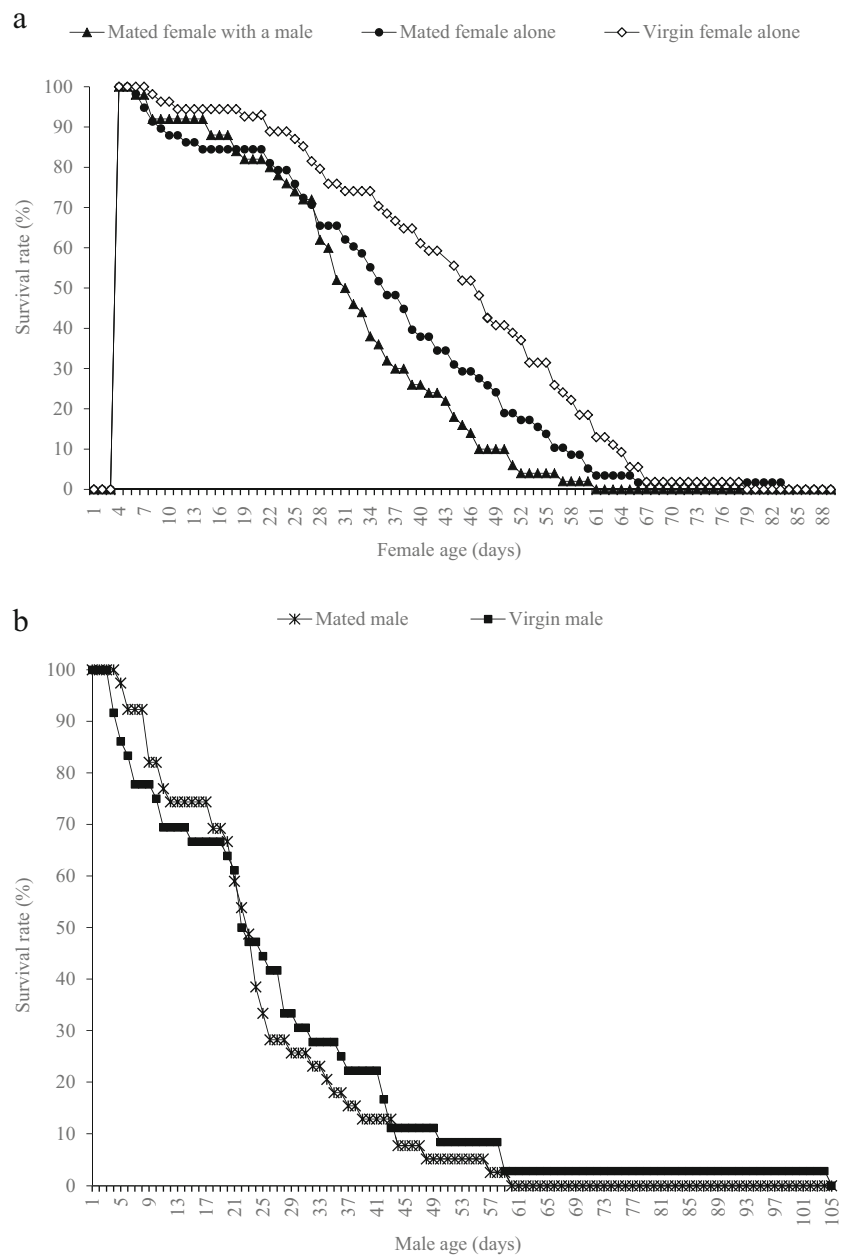 a
Mated female with a male Mated female alone Virgin female alone
100
90
80
70
60
50
40
30
20
10
0
Survival rate (%)
1 4 7 10 13 16 19 22 25 28 31 34 37 40 43 46 49 52 55 58 61 64 67 70 73 76 79 82 85 88
Female age (days)
b
Mated male Virgin male
100
90
80
70
60
50
40
30
20
10
0
Survival rate (%)
1 5 9 13 17 21 25 29 33 37 41 45 49 53 57 61 65 69 73 77 81 85 89 93 97 101 105
Male age (days)